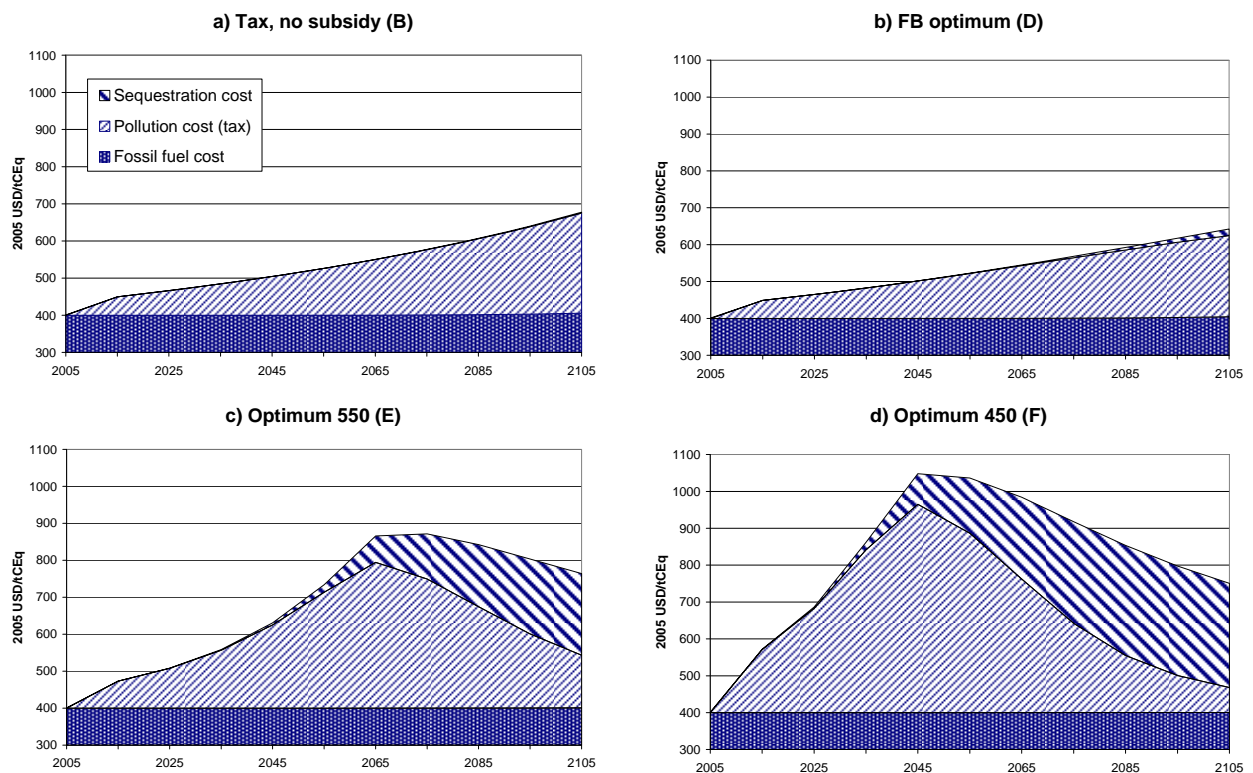 a) Tax, no subsidy (B)
1100
1000
900
800
700
600
500
400
300
2005 USD/tCEq
Sequestration cost
Pollution cost (tax)
Fossil fuel cost
2005 2025 2045 2065 2085 2105
b) FB optimum (D)
1100
1000
900
800
700
600
500
400
300
2005 USD/tCEq
2005 2025 2045 2065 2085 2105
c) Optimum 550 (E)
1100
1000
900
800
700
600
500
400
300
2005 USD/tCEq
2005 2025 2045 2065 2085 2105
d) Optimum 450 (F)
1100
1000
900
800
700
600
500
400
300
2005 USD/tCEq
2005 2025 2045 2065 2085 2105